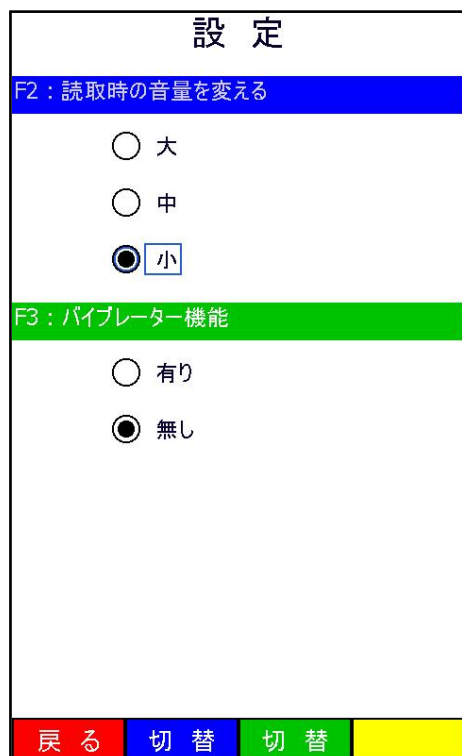 設 定
F2：読取時の音量を変える
大
中
小
F3：バイブレーター機能
有り
無し
戻 る 切 替 切 替